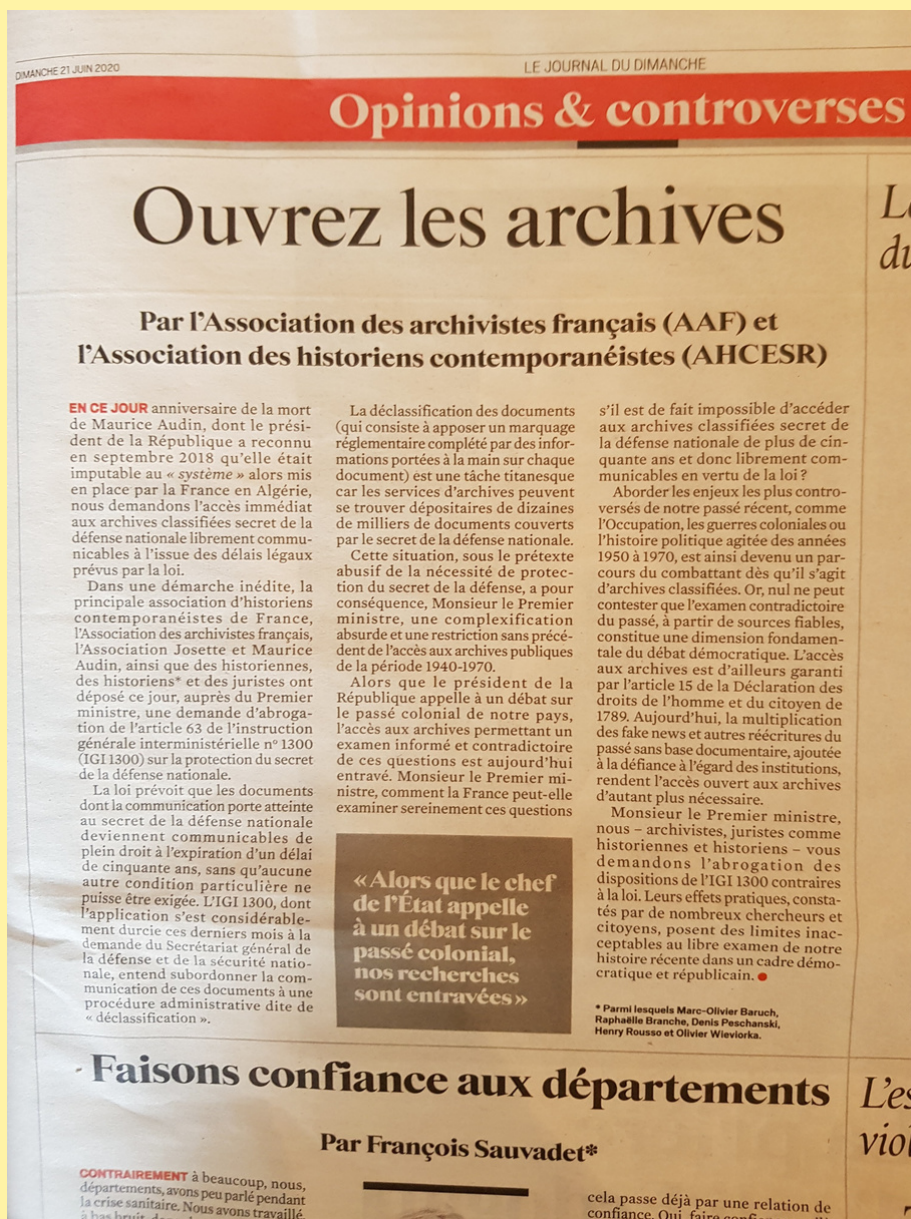 DIMANCHE 21 JUIN 2020
LE JOURNAL DU DIMANCHE
Opinions & controverses
Ouvrez les archives
Par l'Association des archivistes français (AAF) et
l'Association des historiens contemporanéistes (AHCESR)
EN CE JOUR anniversaire de la mort
de Maurice Audin, dont le prési-
dent de la République a reconnu
en septembre 2018 qu'elle était
imputable au « système » alors mis
en place par la France en Algérie,
nous demandons l'accès immédiat
aux archives classifiées secret de la
défense nationale librement commu-
nicables à l'issue des délais légaux
prévus par la loi.
Dans une démarche inédite, la
principale association d'historiens
contemporanéistes de France,
l'Association des archivistes français,
l'Association Josette et Maurice
Audin, ainsi que des historiennes,
des historiens* et des juristes ont
déposé ce jour, auprès du Premier
ministre, une demande d'abroga-
tion de l'article 63 de l'instruction
générale interministérielle n° 1300
(IGI 1300) sur la protection du secret
de la défense nationale.
La loi prévoit que les documents
dont la communication porte atteinte
au secret de la défense nationale
deviennent communicables de
plein droit à l'expiration d'un délai
de cinquante ans, sans qu'aucune
autre condition particulière ne
puisse être exigée. L'IGI 1300, dont
l'application s'est considérable-
ment durcie ces derniers mois à la
demande du Secrétariat général de
la défense et de la sécurité natio-
nale, entend subordonner la com-
munication de ces documents à une
procédure administrative dite de
« déclassification ».
La déclassification des documents
(qui consiste à apposer un marquage
réglementaire complété par des infor-
mations portées à la main sur chaque
document) est une tâche titanesque
car les services d'archives peuvent
se trouver dépositaires de dizaines
de milliers de documents couverts
par le secret de la défense nationale.
Cette situation, sous le prétexte
abusif de la nécessité de protec-
tion du secret de la défense, a pour
conséquence, Monsieur le Premier
ministre, une complexification
absurde et une restriction sans précé-
dent de l'accès aux archives publiques
de la période 1940-1970.
Alors que le président de la
République appelle à un débat sur
le passé colonial de notre pays,
l'accès aux archives permettant un
examen informé et contradictoire
de ces questions est aujourd'hui
entravé. Monsieur le Premier mi-
nistre, comment la France peut-elle
examiner sereinement ces questions
« Alors que le chef
de l'État appelle
à un débat sur le
passé colonial,
nos recherches
sont entravées »
s'il est de fait impossible d'accéder
aux archives classifiées secret de
la défense nationale de plus de cin-
quante ans et donc librement com-
municables en vertu de la loi ?
Aborder les enjeux les plus contro-
versés de notre passé récent, comme
l'Occupation, les guerres coloniales ou
l'histoire politique agitée des années
1950 à 1970, est ainsi devenu un par-
cours du combattant dès qu'il s'agit
d'archives classifiées. Or, nul ne peut
contester que l'examen contradictoire
du passé, à partir de sources fiables,
constitue une dimension fondamen-
tale du débat démocratique. L'accès
aux archives est d'ailleurs garanti
par l'article 15 de la Déclaration des
droits de l'homme et du citoyen de
1789. Aujourd'hui, la multiplication
des fake news et autres réécritures du
passé sans base documentaire, ajoutée
à la défiance à l'égard des institutions,
rendent l'accès ouvert aux archives
d'autant plus nécessaire.
Monsieur le Premier ministre,
nous – archivistes, juristes comme
historiennes et historiens – vous
demandons l'abrogation des
dispositions de l'IGI 1300 contraires
à la loi. Leurs effets pratiques, consta-
tés par de nombreux chercheurs et
citoyens, posent des limites inac-
ceptables au libre examen de notre
histoire récente dans un cadre démo-
cratique et républicain.
* Parmi lesquels Marc-Olivier Baruch,
Raphaëlle Branche, Denis Peschanski,
Henry Rousso et Olivier Wieviorka.
Faisons confiance aux départements
Par François Sauvadet*
CONTRAIREMENT à beaucoup, nous,
départements, avons peu parlé pendant
la crise sanitaire. Nous avons travaillé
cela passe déjà par une relation de
du